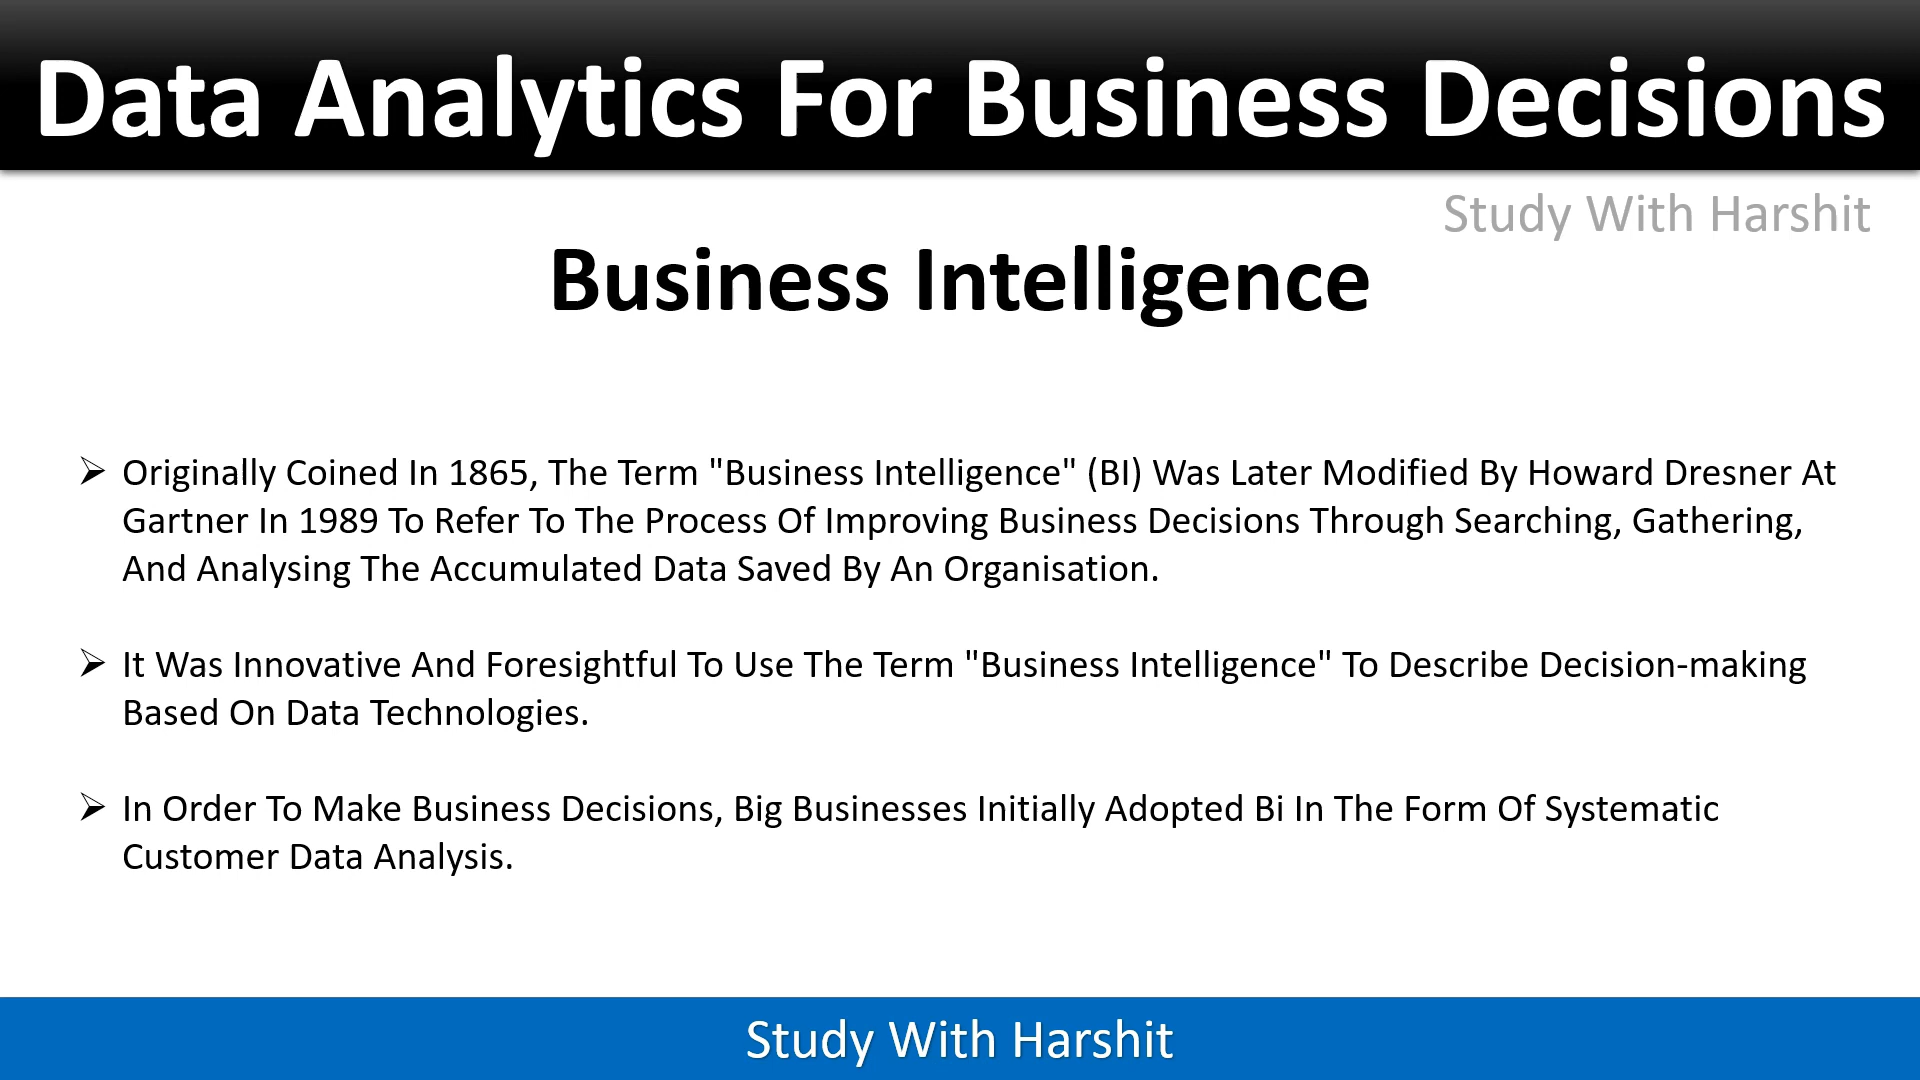 Data Analytics For Business Decisions
Study With Harshit
Business Intelligence
➢ Originally Coined In 1865, The Term "Business Intelligence" (BI) Was Later Modified By Howard Dresner At
Gartner In 1989 To Refer To The Process Of Improving Business Decisions Through Searching, Gathering,
And Analysing The Accumulated Data Saved By An Organisation.
➢ It Was Innovative And Foresightful To Use The Term "Business Intelligence" To Describe Decision-making
Based On Data Technologies.
➢ In Order To Make Business Decisions, Big Businesses Initially Adopted Bi In The Form Of Systematic
Customer Data Analysis.
Study With Harshit